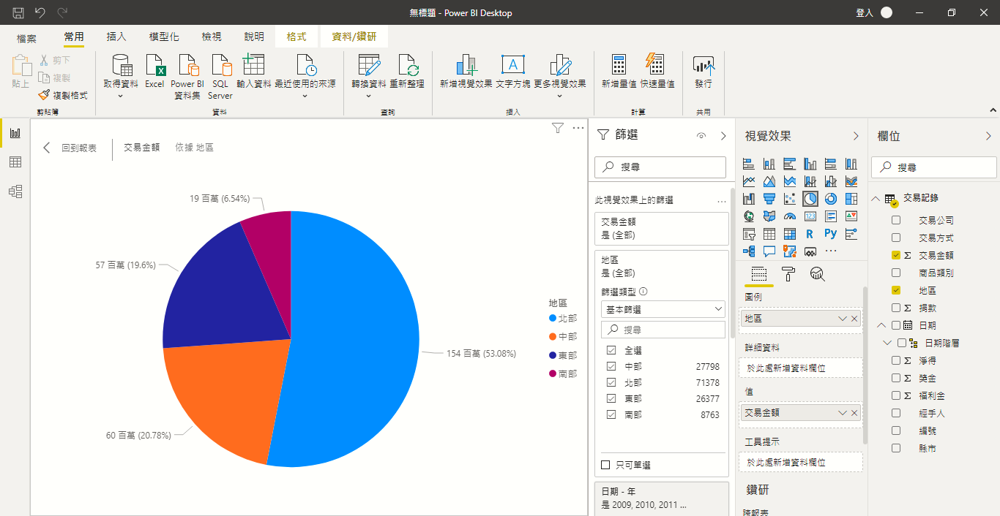 無標題 - Power BI Desktop
登入
檔案 常用 插入 模型化 檢視 說明 格式 資料/鑽研
貼上
剪下
複製
複製格式
剪貼簿
取得資料
Excel
Power BI
資料集
SQL
Server
輸入資料
最近使用的來源
資料
轉換資料
重新整理
查詢
新增視覺效果
A
文字方塊
更多視覺效果
插入
新增量值
快速量值
計算
發行
共用
回到報表
交易金額
依據 地區
19 百萬 (6.54%)
57 百萬 (19.6%)
60 百萬 (20.78%)
154 百萬 (53.08%)
地區
北部
中部
東部
南部
篩選
搜尋
此視覺效果上的篩選
交易金額
是 (全部)
地區
是 (全部)
篩選類型
基本篩選
搜尋
全選
中部 27798
北部 71378
東部 26377
南部 8763
只可單選
日期 - 年
是 2009, 2010, 2011 ...
視覺效果
123
R
Py
圖例
地區
詳細資料
於此處新增資料欄位
值
交易金額
工具提示
於此處新增資料欄位
鑽研
跨報表
欄位
搜尋
交易記錄
交易公司
交易方式
Σ 交易金額
商品類別
地區
Σ 捐款
日期
日期階層
Σ 淨得
Σ 獎金
Σ 福利金
經手人
編號
縣市